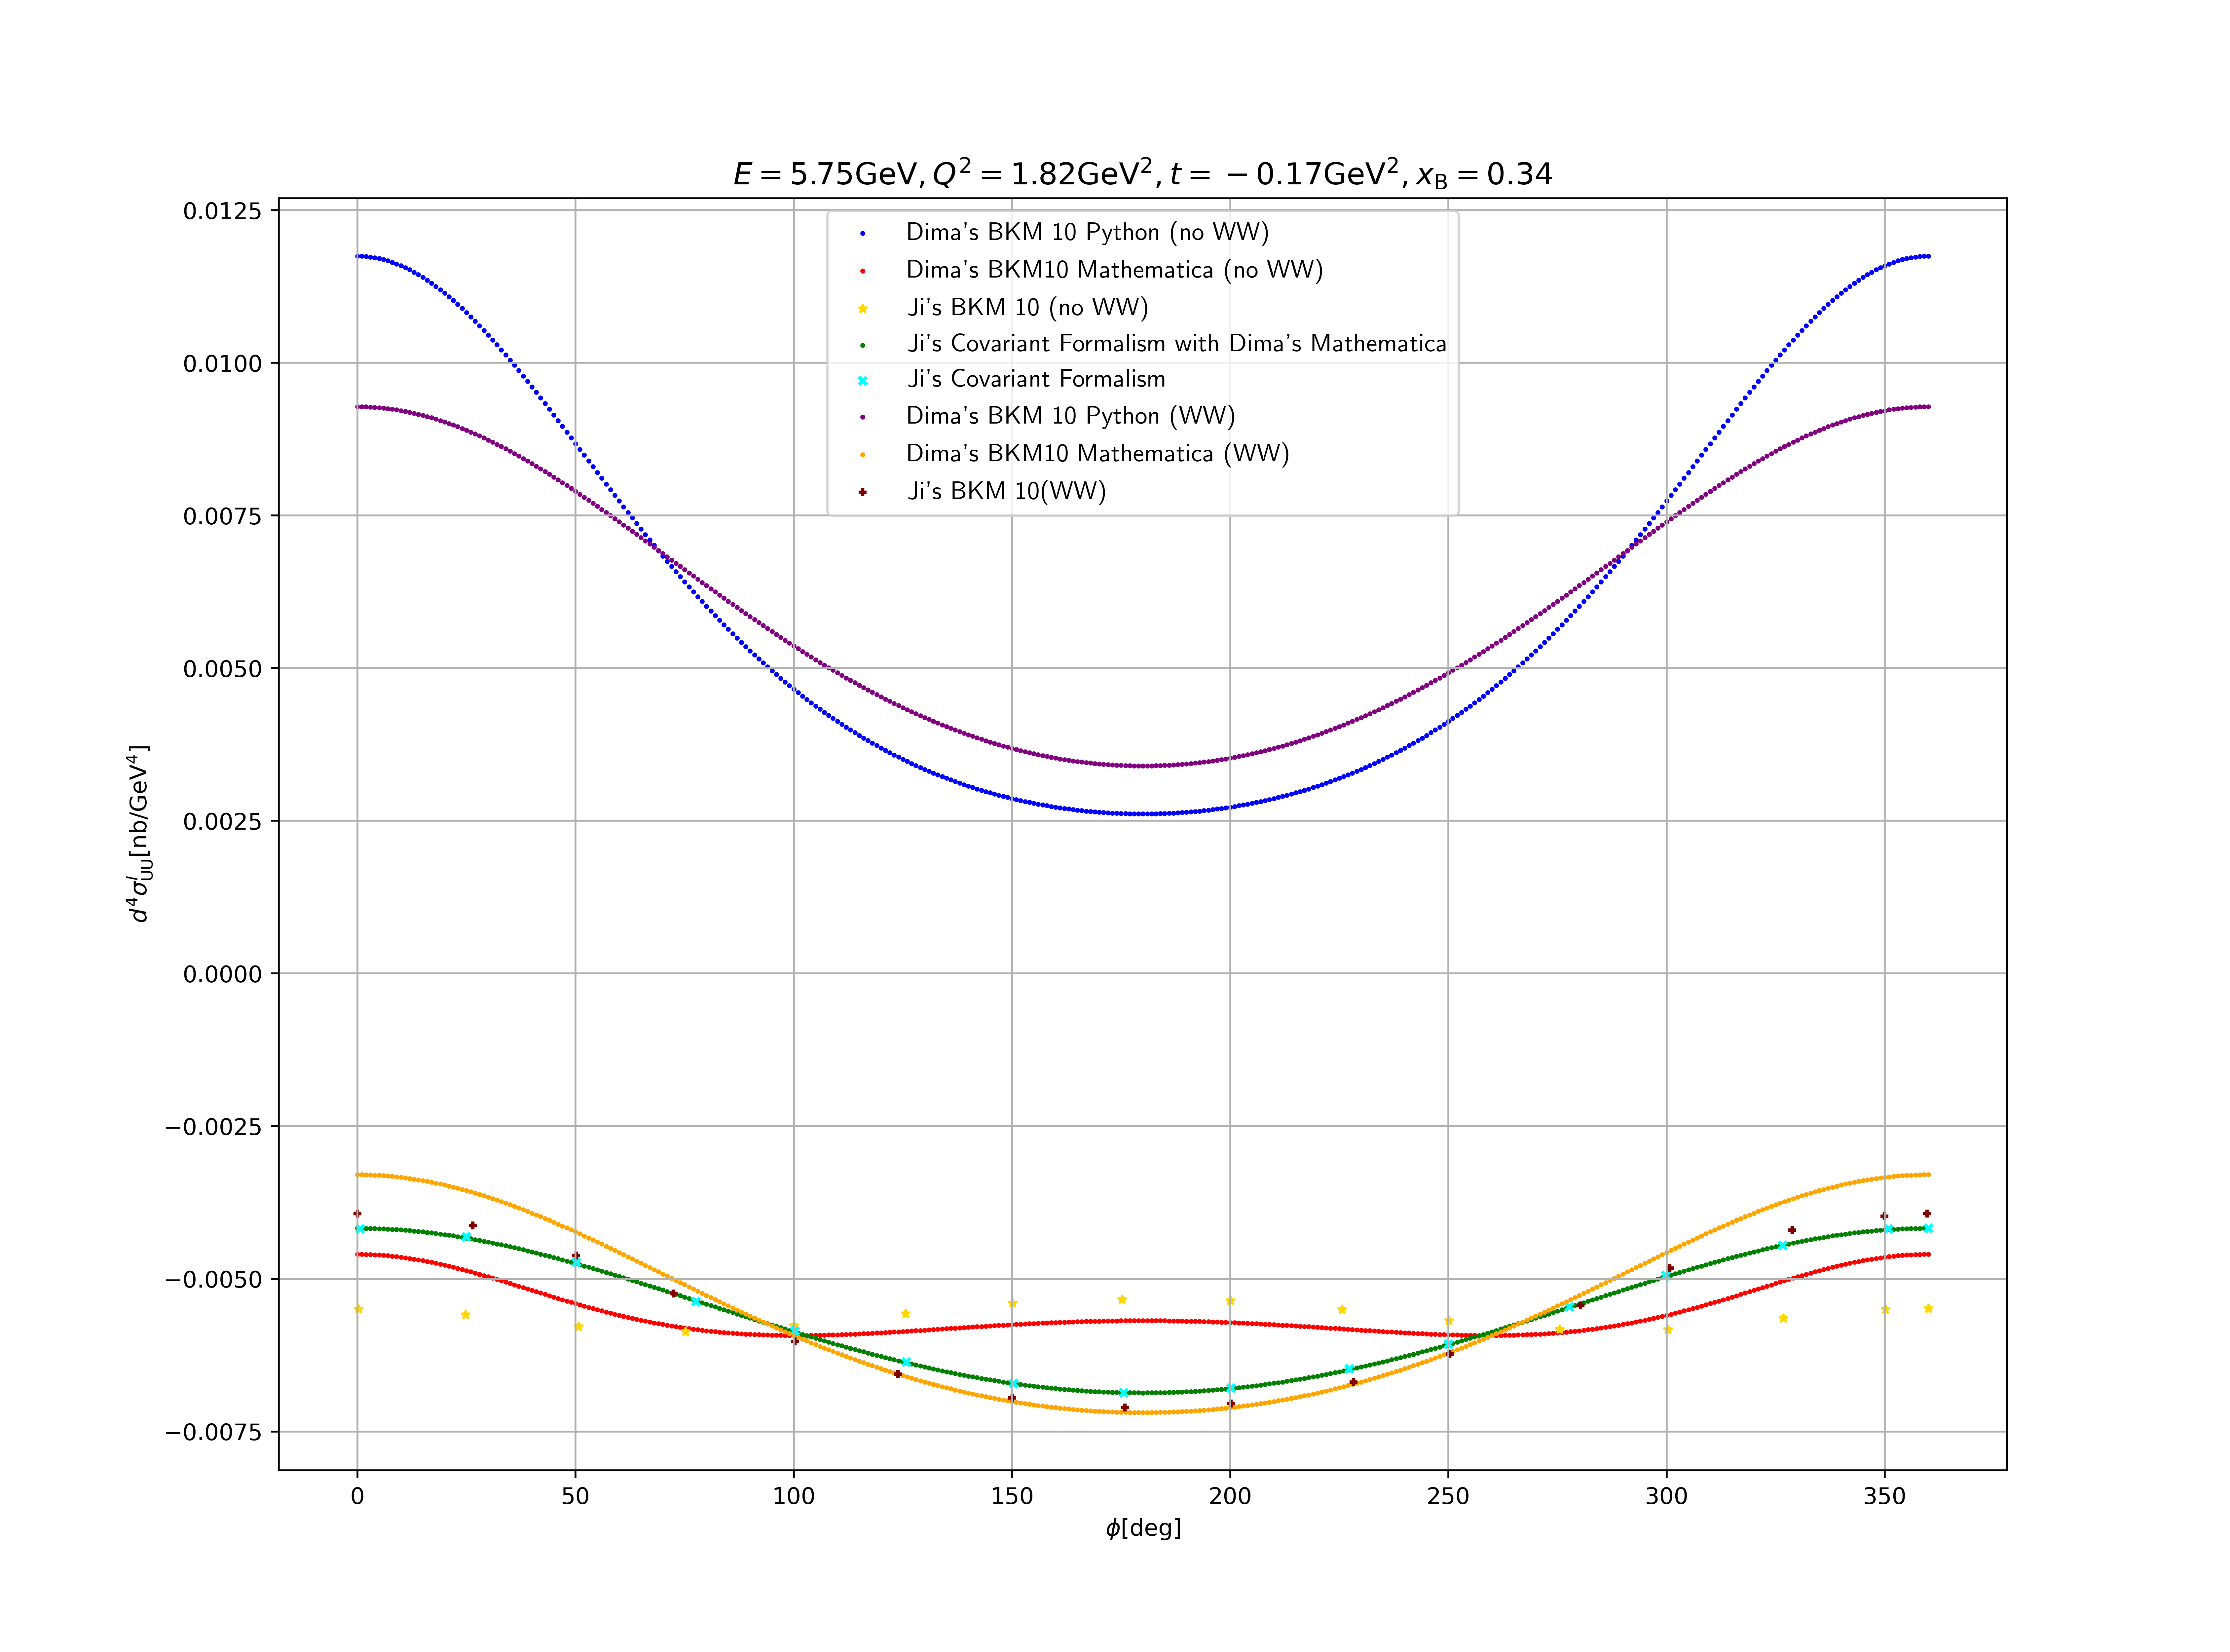 E = 5.75GeV, Q² = 1.82GeV², t = −0.17GeV², x_B = 0.34
0.0125
0.0100
0.0075
0.0050
0.0025
0.0000
−0.0025
−0.0050
−0.0075
d⁴σ^I_UU[nb/GeV⁴]
Dima's BKM 10 Python (no WW)
Dima's BKM10 Mathematica (no WW)
Ji's BKM 10 (no WW)
Ji's Covariant Formalism with Dima's Mathematica
Ji's Covariant Formalism
Dima's BKM 10 Python (WW)
Dima's BKM10 Mathematica (WW)
Ji's BKM 10(WW)
0 50 100 150 200 250 300 350
ϕ[deg]